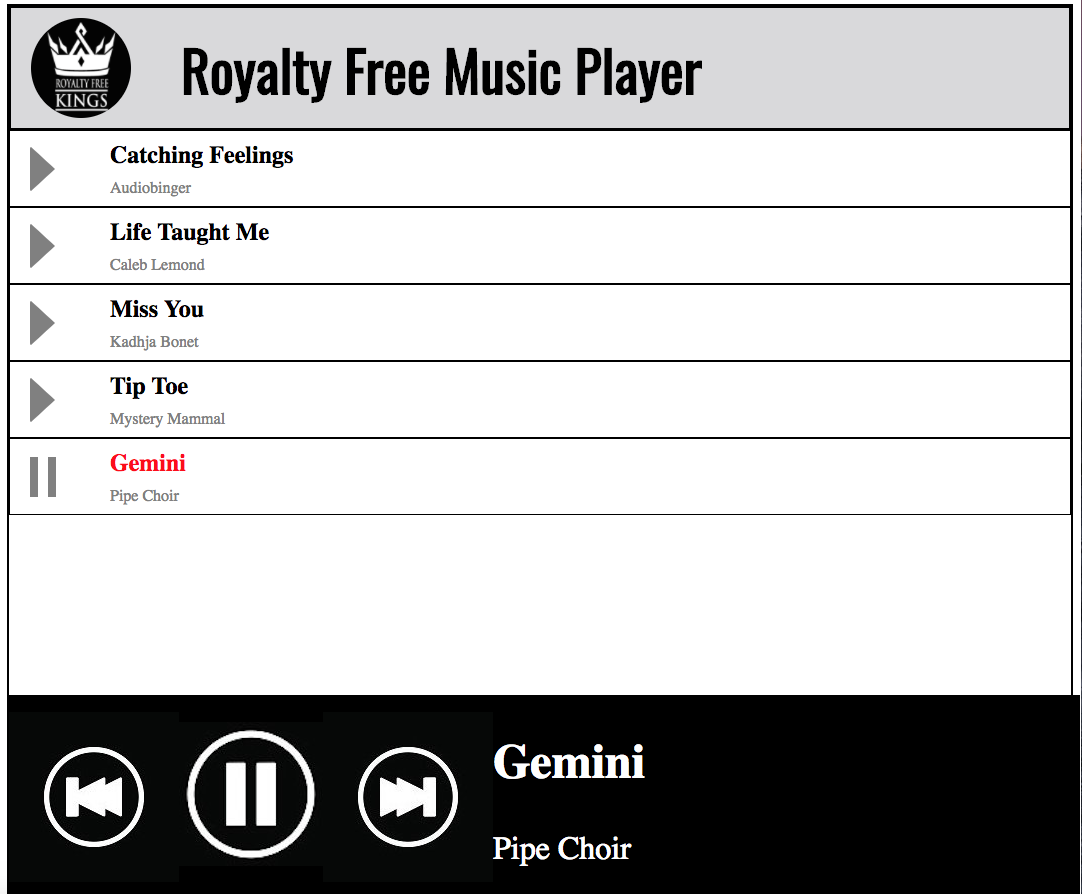 ROYALTY FREE
KINGS
Royalty Free Music Player
Catching Feelings
Audiobinger
Life Taught Me
Caleb Lemond
Miss You
Kadhja Bonet
Tip Toe
Mystery Mammal
Gemini
Pipe Choir
Gemini
Pipe Choir